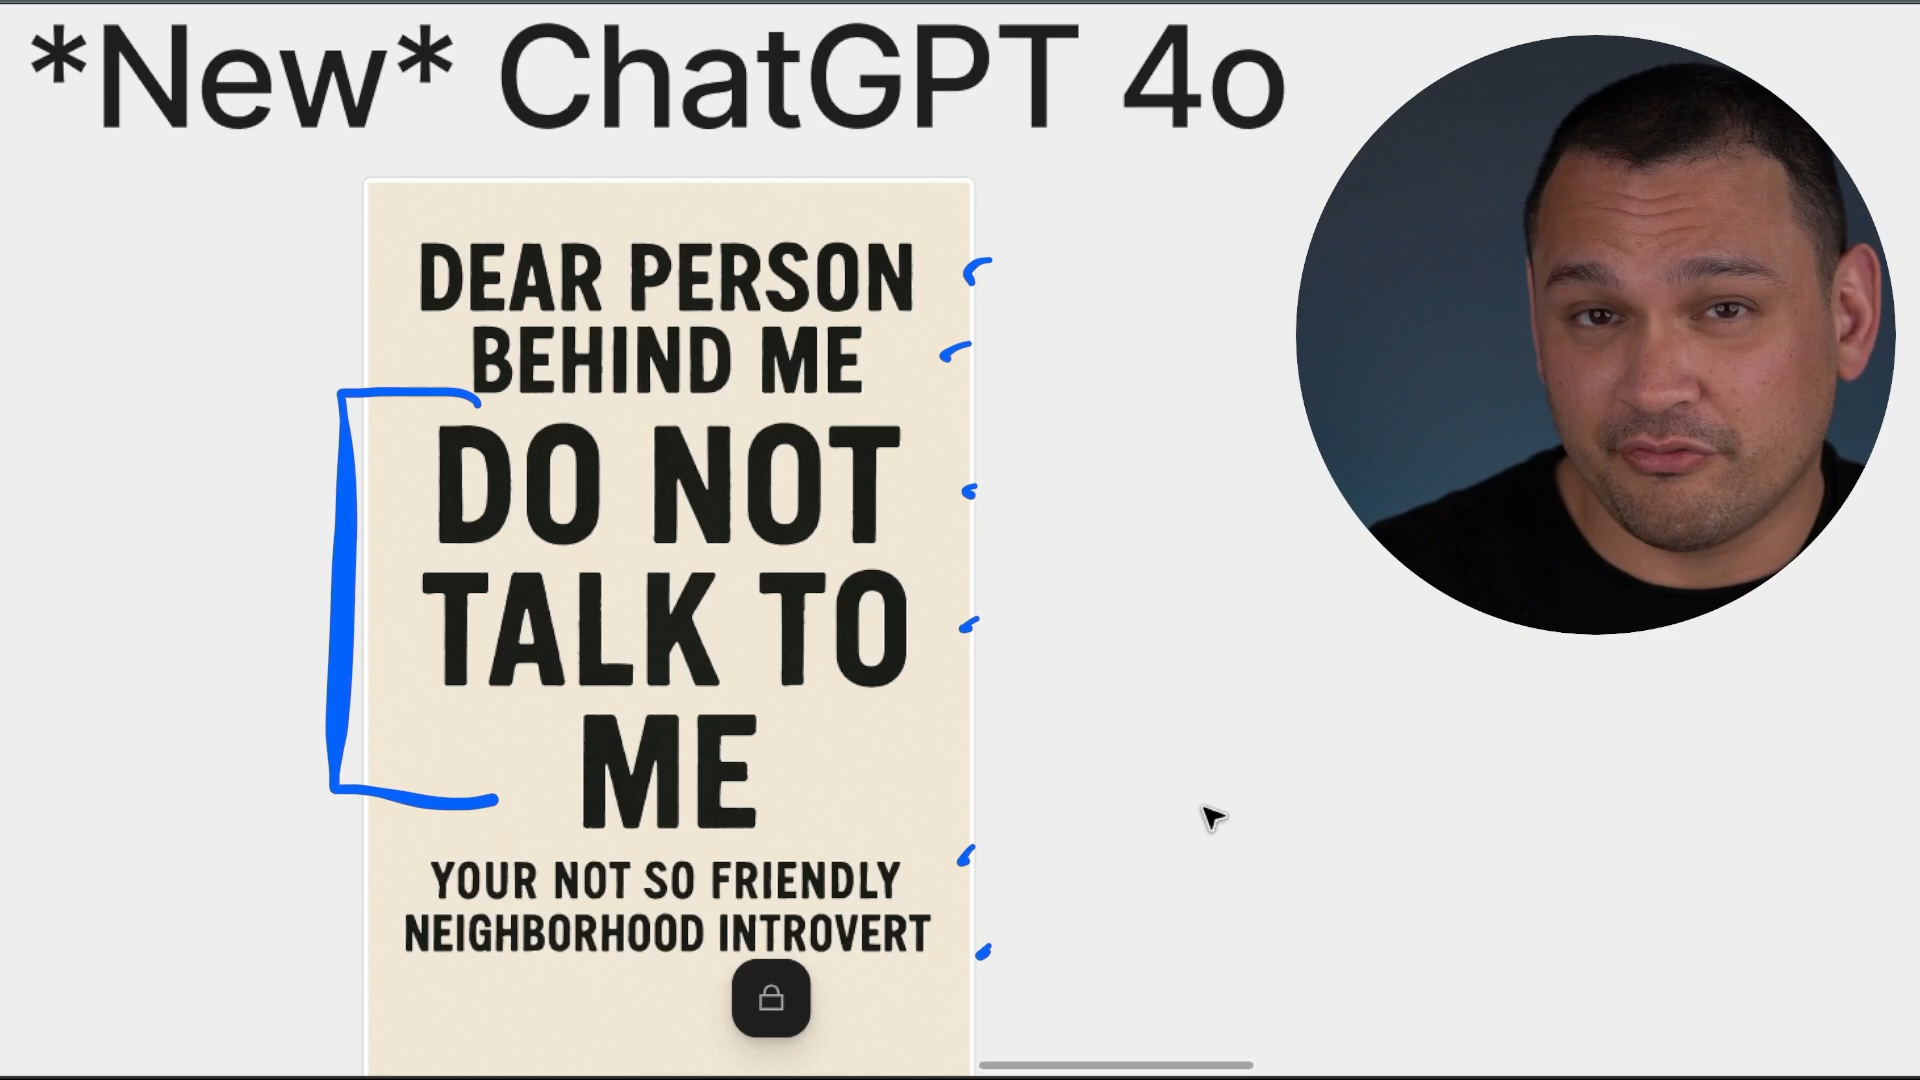 *New* ChatGPT 4o
DEAR PERSON
BEHIND ME
DO NOT
TALK TO
ME
YOUR NOT SO FRIENDLY
NEIGHBORHOOD INTROVERT